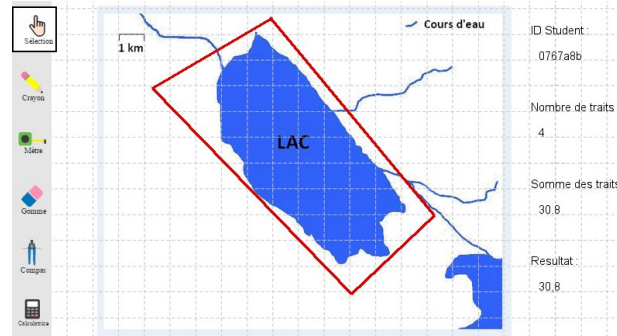 Sélection
Crayon
Mètre
Gomme
Compas
Calculatrice
1 km
Cours d'eau
LAC
ID Student :
0767a8b
Nombre de traits
4
Somme des traits
30,8
Resultat :
30,8